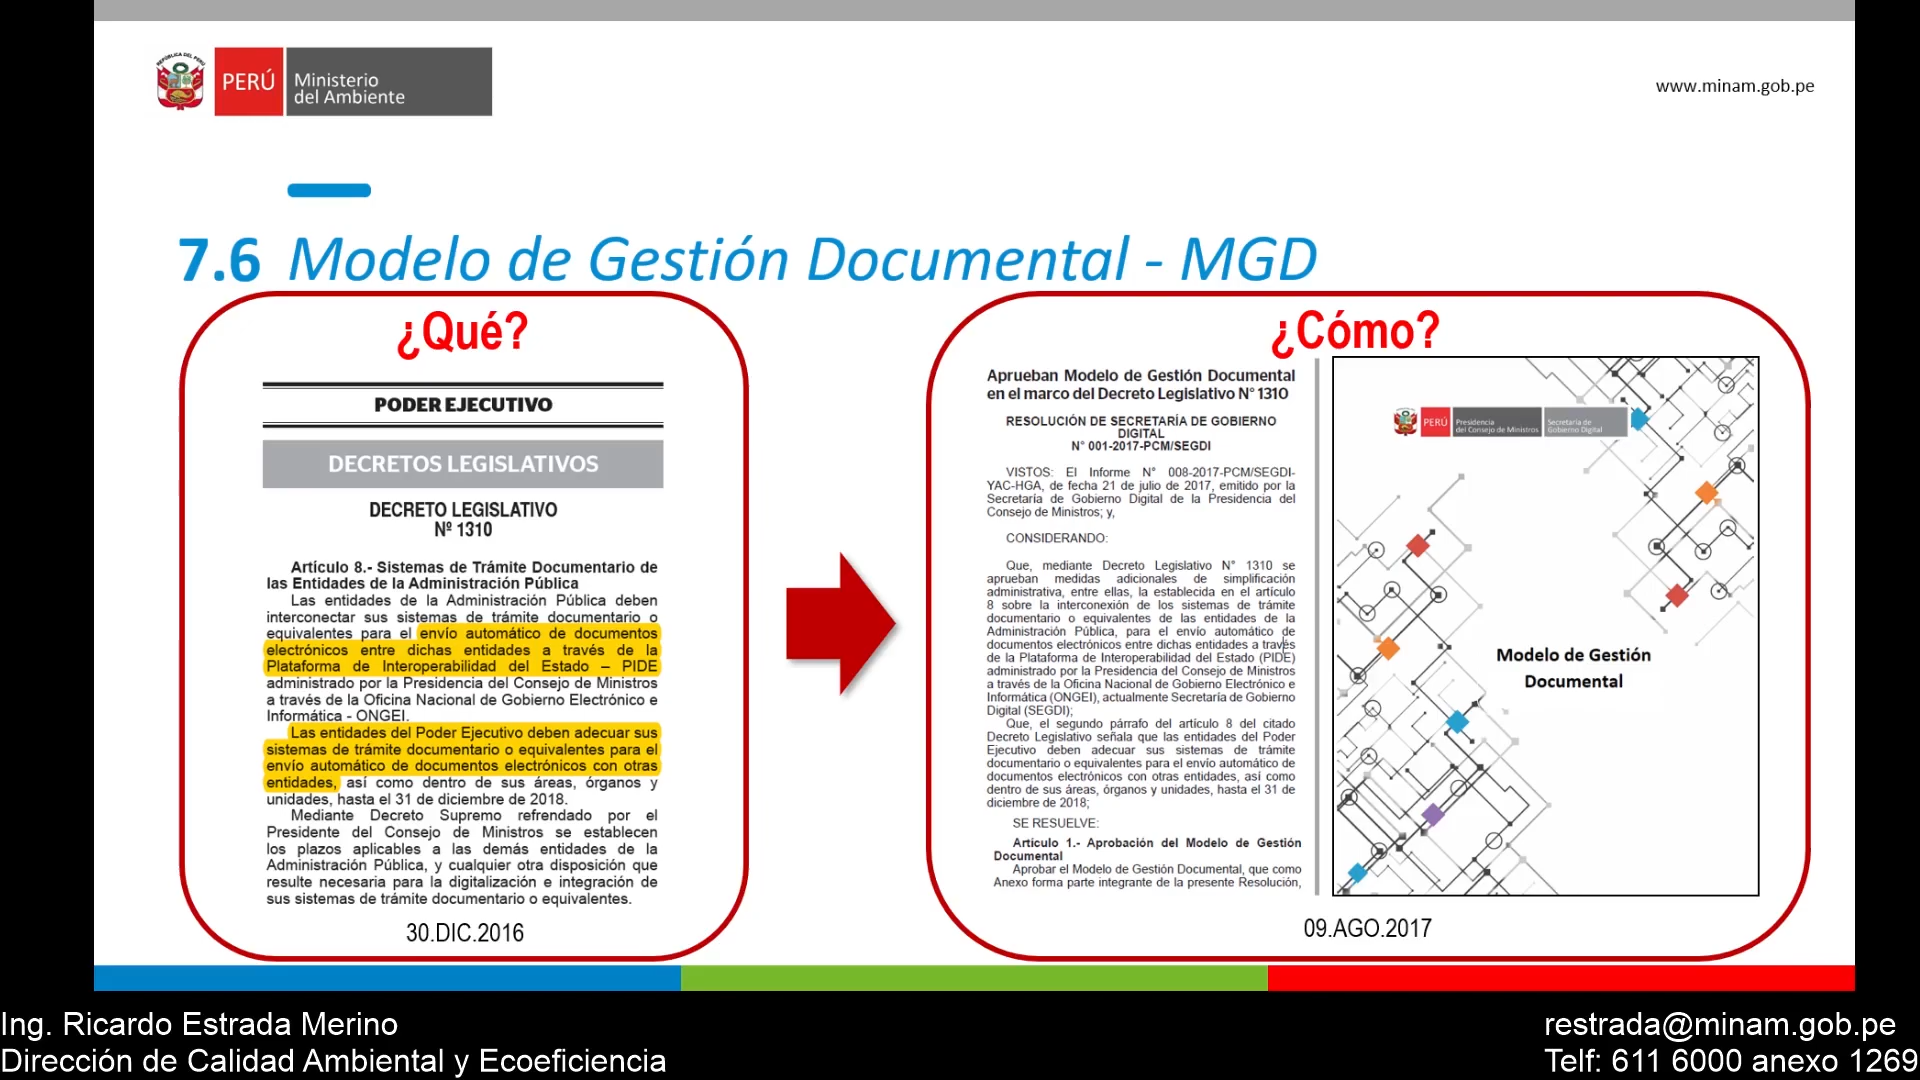 PERÚ
Ministerio
del Ambiente
www.minam.gob.pe
7.6 Modelo de Gestión Documental - MGD
¿Qué?
PODER EJECUTIVO
DECRETOS LEGISLATIVOS
DECRETO LEGISLATIVO
Nº 1310
Artículo 8.- Sistemas de Trámite Documentario de
las Entidades de la Administración Pública
Las entidades de la Administración Pública deben
interconectar sus sistemas de trámite documentario o
equivalentes para el envío automático de documentos
electrónicos entre dichas entidades a través de la
Plataforma de Interoperabilidad del Estado – PIDE
administrado por la Presidencia del Consejo de Ministros
a través de la Oficina Nacional de Gobierno Electrónico e
Informática - ONGEI.
Las entidades del Poder Ejecutivo deben adecuar sus
sistemas de trámite documentario o equivalentes para el
envío automático de documentos electrónicos con otras
entidades, así como dentro de sus áreas, órganos y
unidades, hasta el 31 de diciembre de 2018.
Mediante Decreto Supremo refrendado por el
Presidente del Consejo de Ministros se establecen
los plazos aplicables a las demás entidades de la
Administración Pública, y cualquier otra disposición que
resulte necesaria para la digitalización e integración de
sus sistemas de trámite documentario o equivalentes.
30.DIC.2016
¿Cómo?
Aprueban Modelo de Gestión Documental
en el marco del Decreto Legislativo N° 1310
RESOLUCIÓN DE SECRETARÍA DE GOBIERNO
DIGITAL
N° 001-2017-PCM/SEGDI
VISTOS: El Informe N° 008-2017-PCM/SEGDI-
YAC-HGA, de fecha 21 de julio de 2017, emitido por la
Secretaría de Gobierno Digital de la Presidencia del
Consejo de Ministros; y,
CONSIDERANDO:
Que, mediante Decreto Legislativo N° 1310 se
aprueban medidas adicionales de simplificación
administrativa, entre ellas, la establecida en el artículo
8 sobre la interconexión de los sistemas de trámite
documentario o equivalentes de las entidades de la
Administración Pública, para el envío automático de
documentos electrónicos entre dichas entidades a través
de la Plataforma de Interoperabilidad del Estado (PIDE)
administrado por la Presidencia del Consejo de Ministros
a través de la Oficina Nacional de Gobierno Electrónico e
Informática (ONGEI), actualmente Secretaría de Gobierno
Digital (SEGDI);
Que, el segundo párrafo del artículo 8 del citado
Decreto Legislativo señala que las entidades del Poder
Ejecutivo deben adecuar sus sistemas de trámite
documentario o equivalentes para el envío automático de
documentos electrónicos con otras entidades, así como
dentro de sus áreas, órganos y unidades, hasta el 31 de
diciembre de 2018;
SE RESUELVE:
Artículo 1.- Aprobación del Modelo de Gestión
Documental
Aprobar el Modelo de Gestión Documental, que como
Anexo forma parte integrante de la presente Resolución,
PERÚ
Presidencia
del Consejo de Ministros
Secretaría de
Gobierno Digital
Modelo de Gestión
Documental
09.AGO.2017
Ing. Ricardo Estrada Merino
Dirección de Calidad Ambiental y Ecoeficiencia
restrada@minam.gob.pe
Telf: 611 6000 anexo 1269